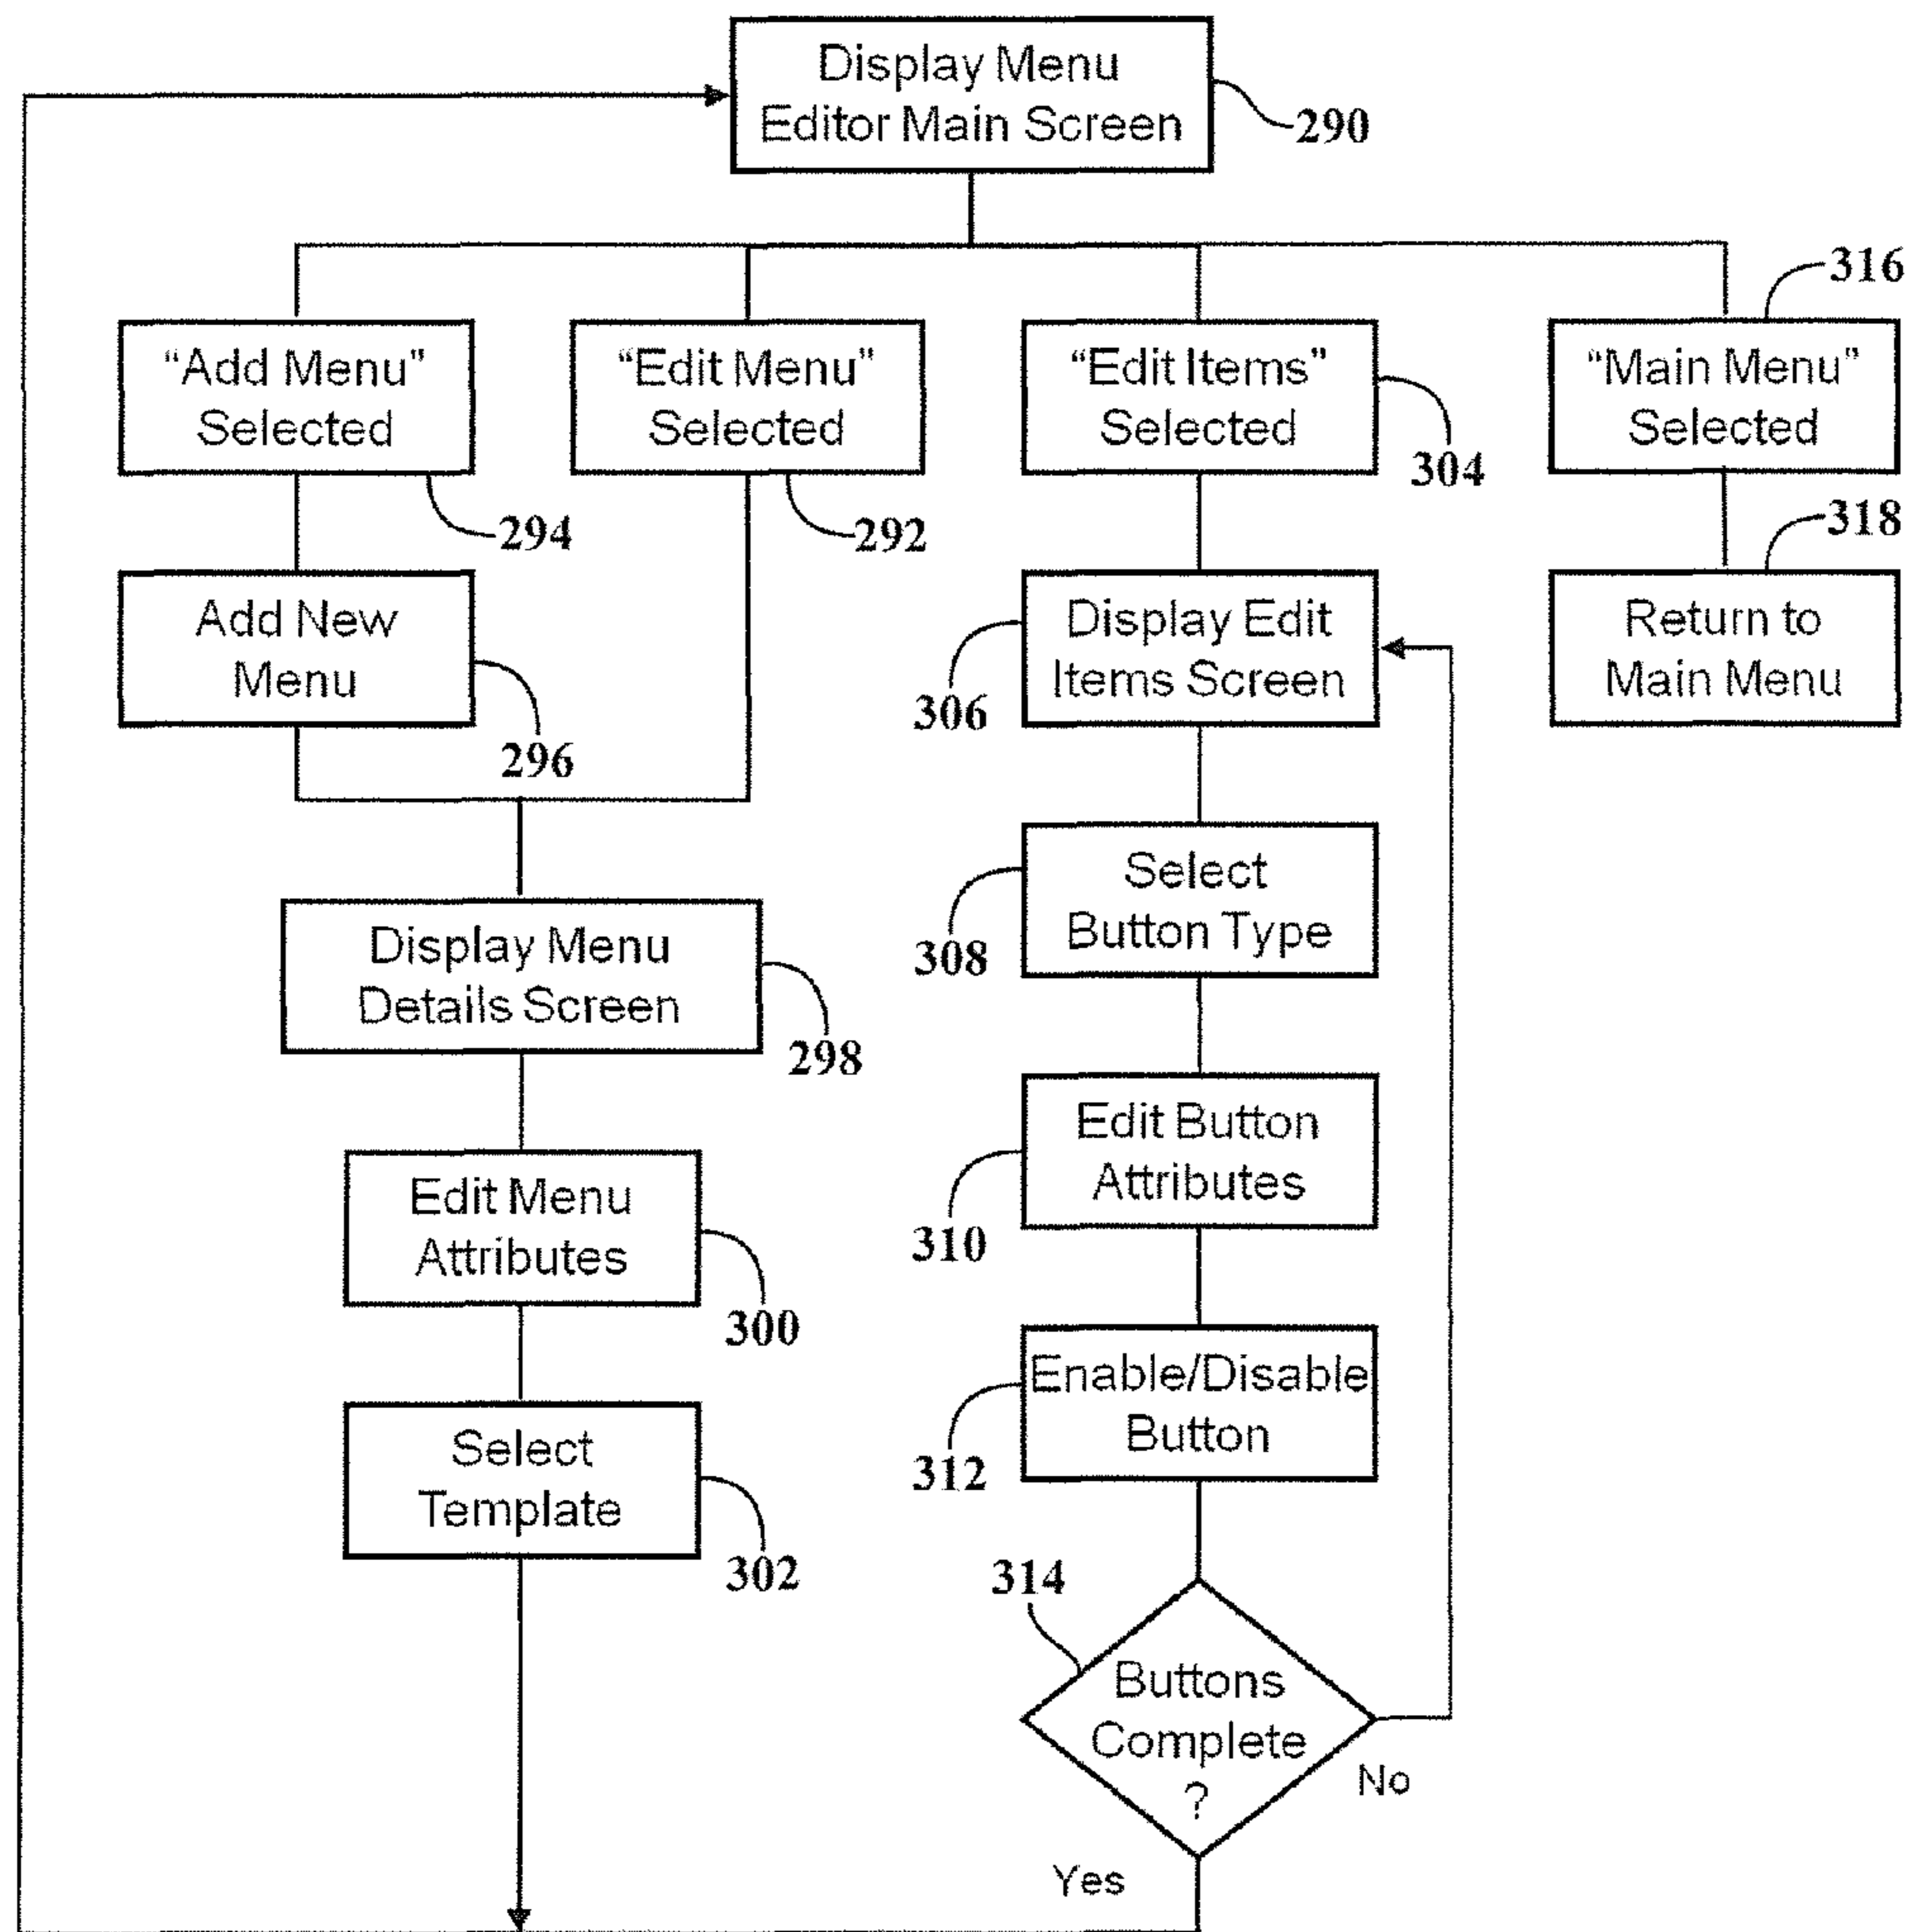 Display Menu
Editor Main Screen
290
316
"Add Menu"
Selected
"Edit Menu"
Selected
"Edit Items"
Selected
"Main Menu"
Selected
294
292
304
318
Add New
Menu
Display Edit
Items Screen
Return to
Main Menu
296
306
Display Menu
Details Screen
298
Select
Button Type
308
Edit Menu
Attributes
300
Edit Button
Attributes
310
Select
Template
302
Enable/Disable
Button
312
314
Buttons
Complete
?
No
Yes